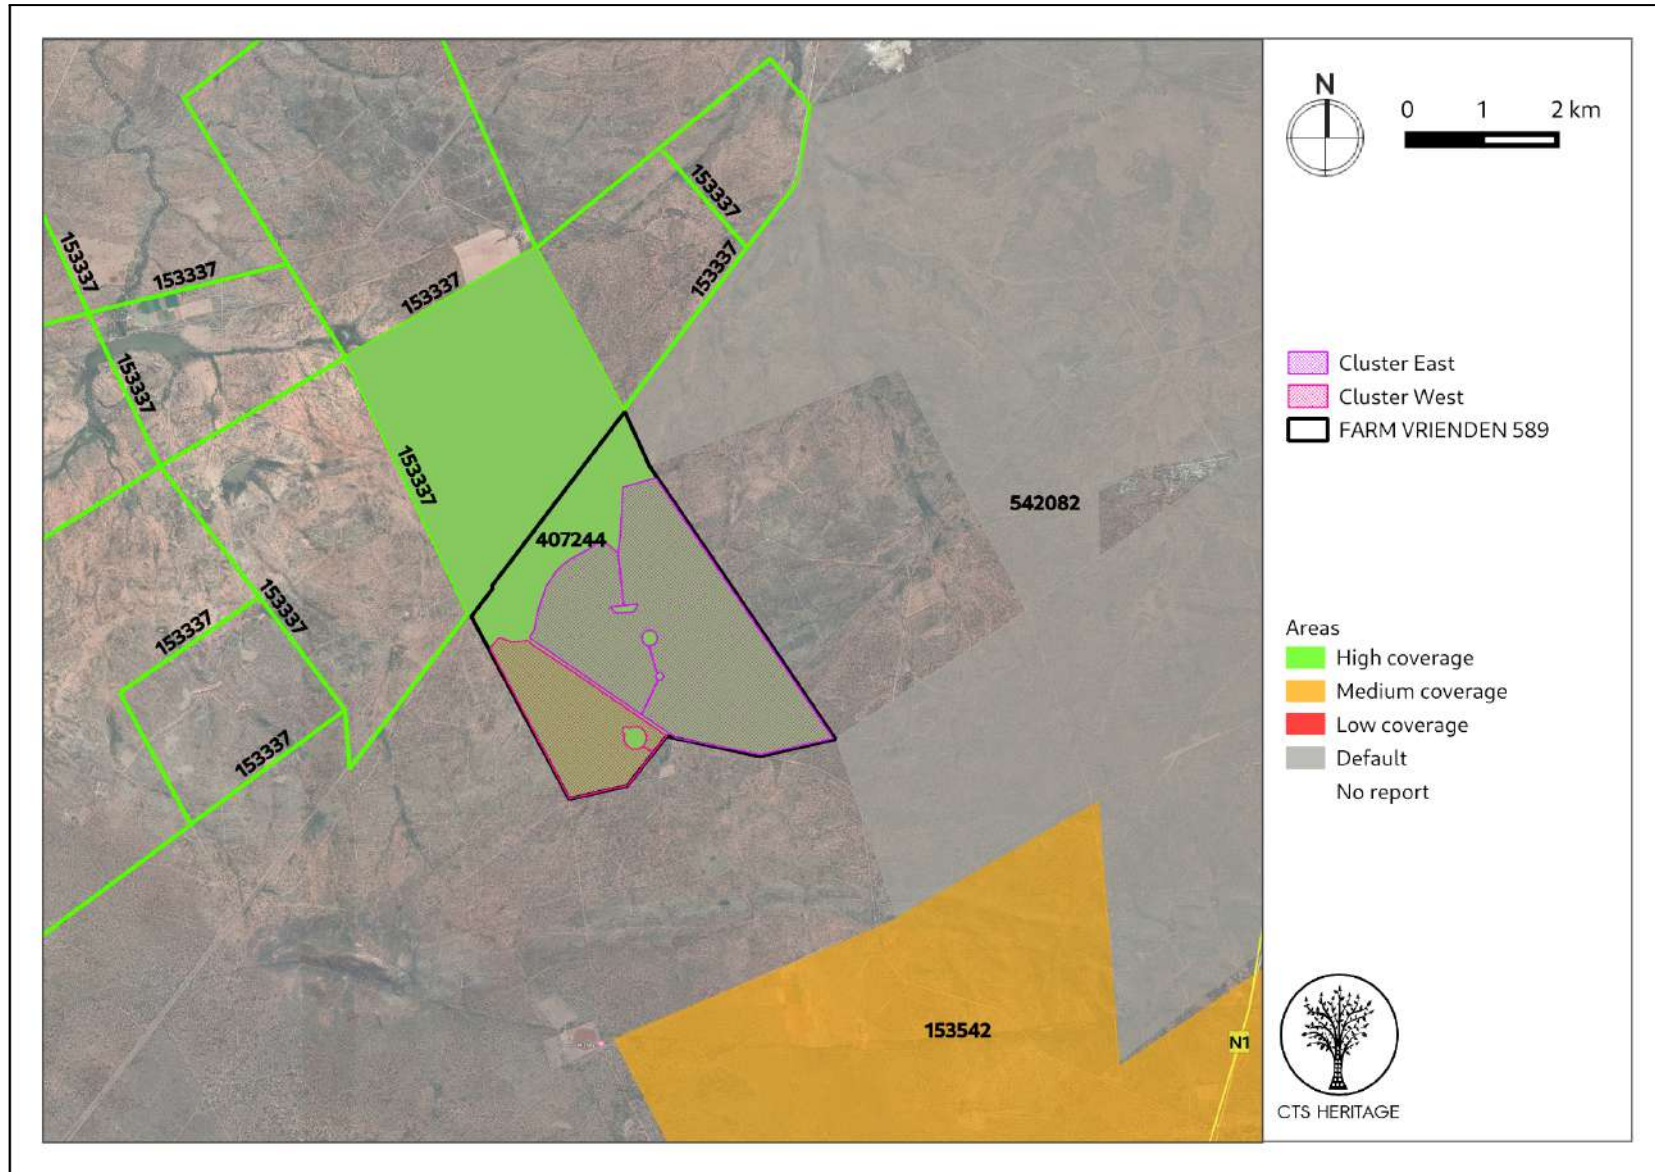 N
0 1 2 km
Cluster East
Cluster West
FARM VRIENDEN 589
Areas
High coverage
Medium coverage
Low coverage
Default
No report
CTS HERITAGE
153337
153337
153337
153337
153337
153337
153337
153337
153337
153337
153337
407244
542082
153542
N1